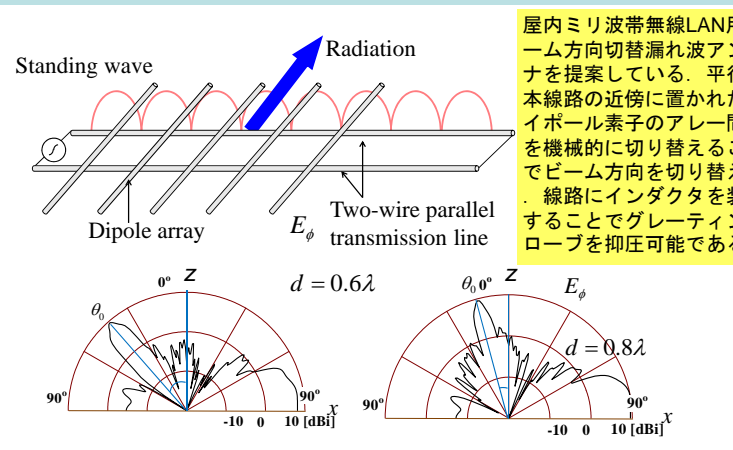 屋内ミリ波帯無線LAN用
ーム方向切替漏れ波アン
ナを提案している．平行
本線路の近傍に置かれた
イポール素子のアレー間
を機械的に切り替えるこ
でビーム方向を切り替え
．線路にインダクタを装
することでグレーティン
ローブを抑圧可能である
Standing wave
Radiation
Dipole array
Two-wire parallel
transmission line
E_ϕ
0° Z
d = 0.6λ
θ₀
90°
90°
-10 0 10 [dBi]
x
θ₀ 0° Z
E_ϕ
d = 0.8λ
90°
90°
-10 0 10 [dBi]
x